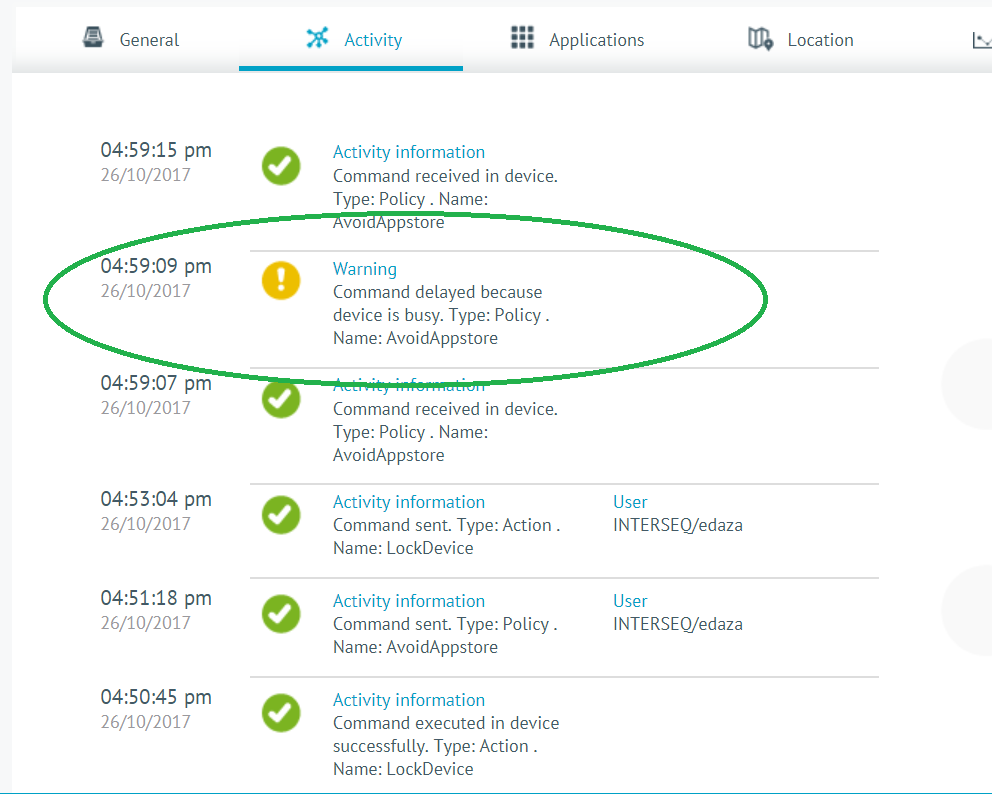 General
Activity
Applications
Location
04:59:15 pm
26/10/2017
Activity information
Command received in device.
Type: Policy . Name:
AvoidAppstore
04:59:09 pm
26/10/2017
Warning
Command delayed because
device is busy. Type: Policy .
Name: AvoidAppstore
04:59:07 pm
26/10/2017
Activity information
Command received in device.
Type: Policy . Name:
AvoidAppstore
04:53:04 pm
26/10/2017
Activity information
Command sent. Type: Action .
Name: LockDevice
User
INTERSEQ/edaza
04:51:18 pm
26/10/2017
Activity information
Command sent. Type: Policy .
Name: AvoidAppstore
User
INTERSEQ/edaza
04:50:45 pm
26/10/2017
Activity information
Command executed in device
successfully. Type: Action .
Name: LockDevice